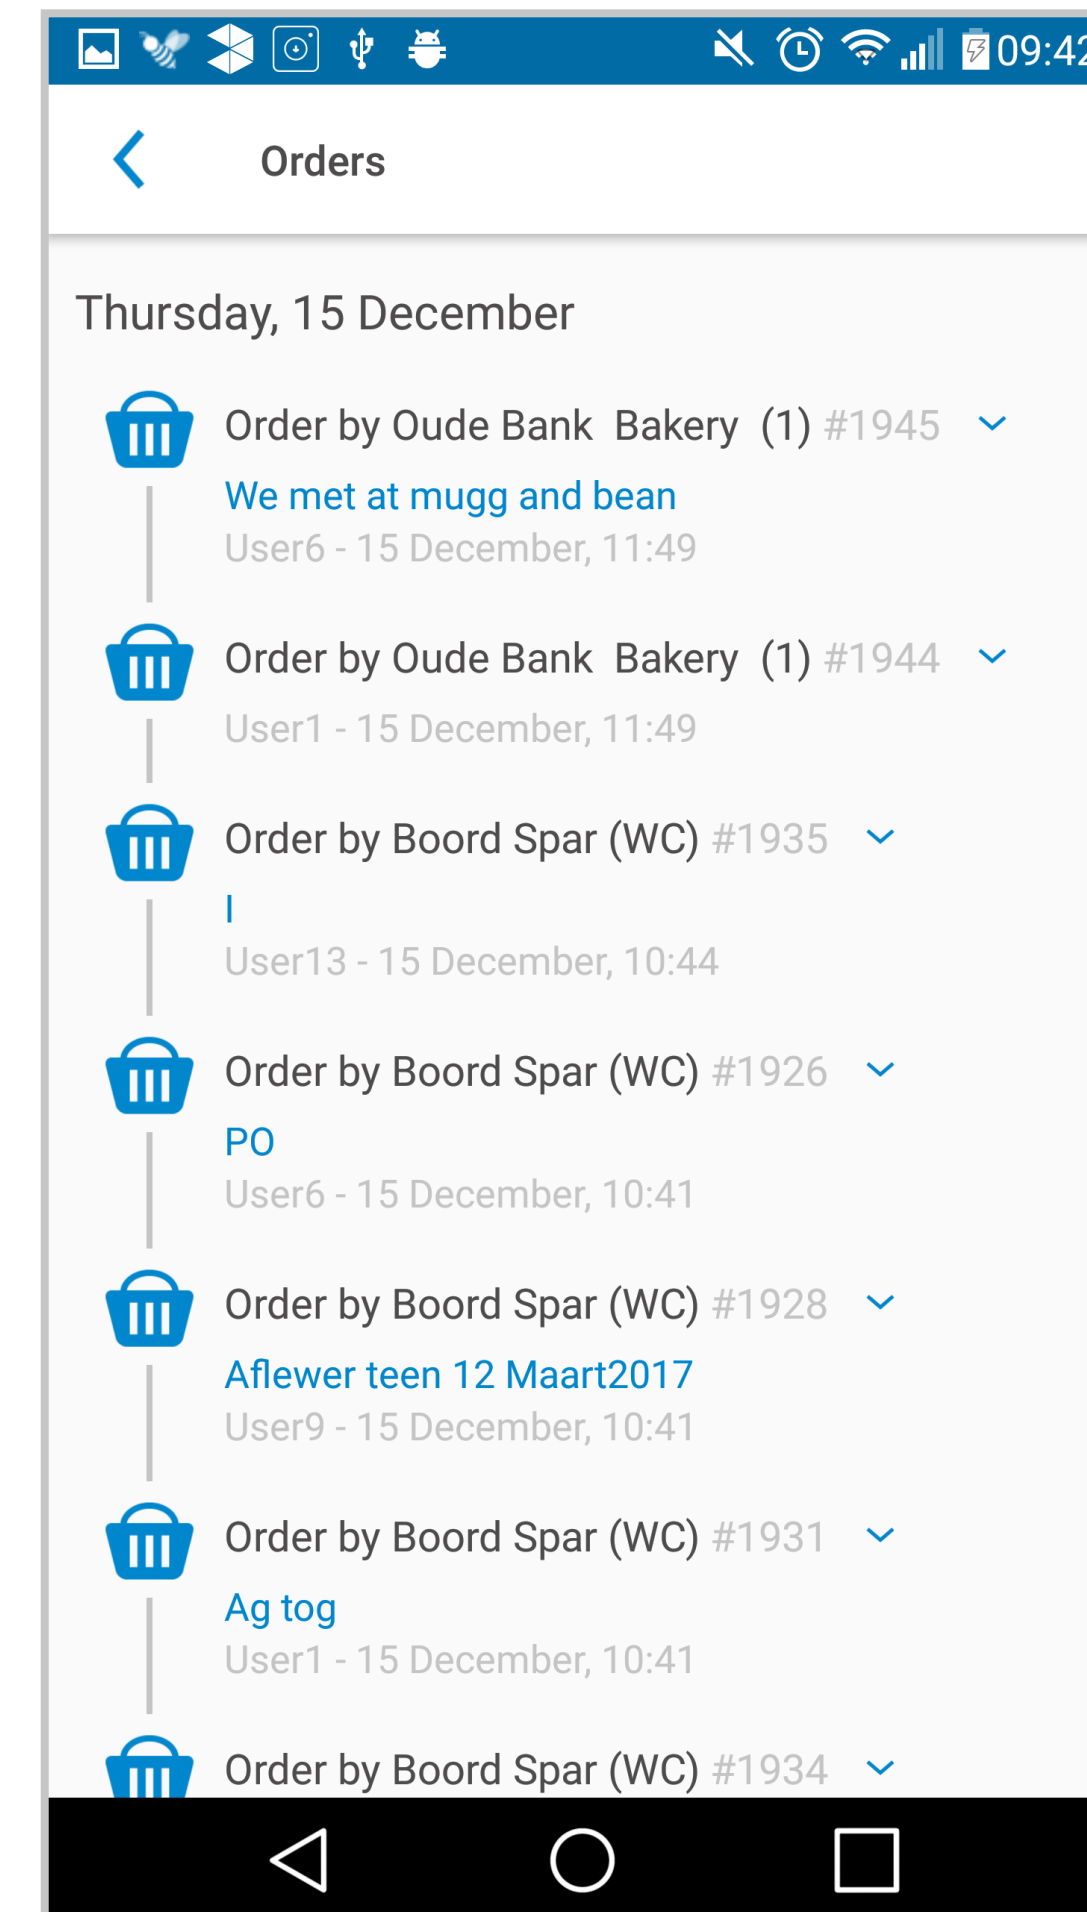 09:42
Orders
Thursday, 15 December
Order by Oude Bank  Bakery  (1) #1945
We met at mugg and bean
User6 - 15 December, 11:49
Order by Oude Bank  Bakery  (1) #1944
User1 - 15 December, 11:49
Order by Boord Spar (WC) #1935
I
User13 - 15 December, 10:44
Order by Boord Spar (WC) #1926
PO
User6 - 15 December, 10:41
Order by Boord Spar (WC) #1928
Aflewer teen 12 Maart2017
User9 - 15 December, 10:41
Order by Boord Spar (WC) #1931
Ag tog
User1 - 15 December, 10:41
Order by Boord Spar (WC) #1934